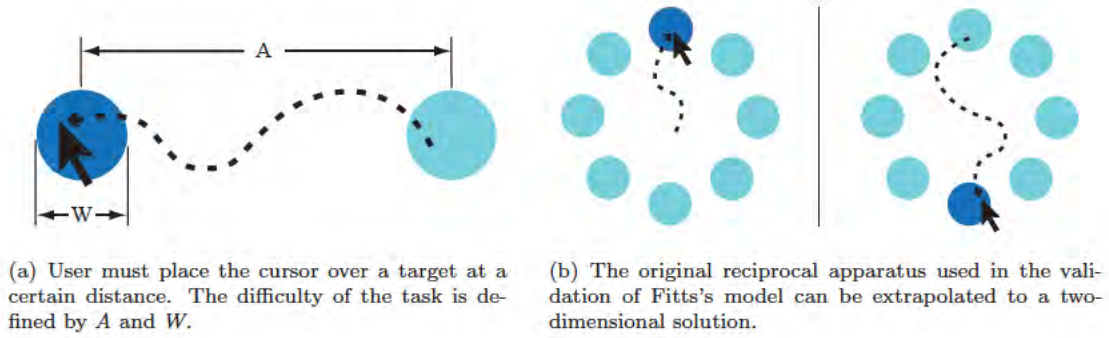 A
W
(a) User must place the cursor over a target at a
certain distance. The difficulty of the task is de-
fined by A and W.
(b) The original reciprocal apparatus used in the vali-
dation of Fitts's model can be extrapolated to a two-
dimensional solution.